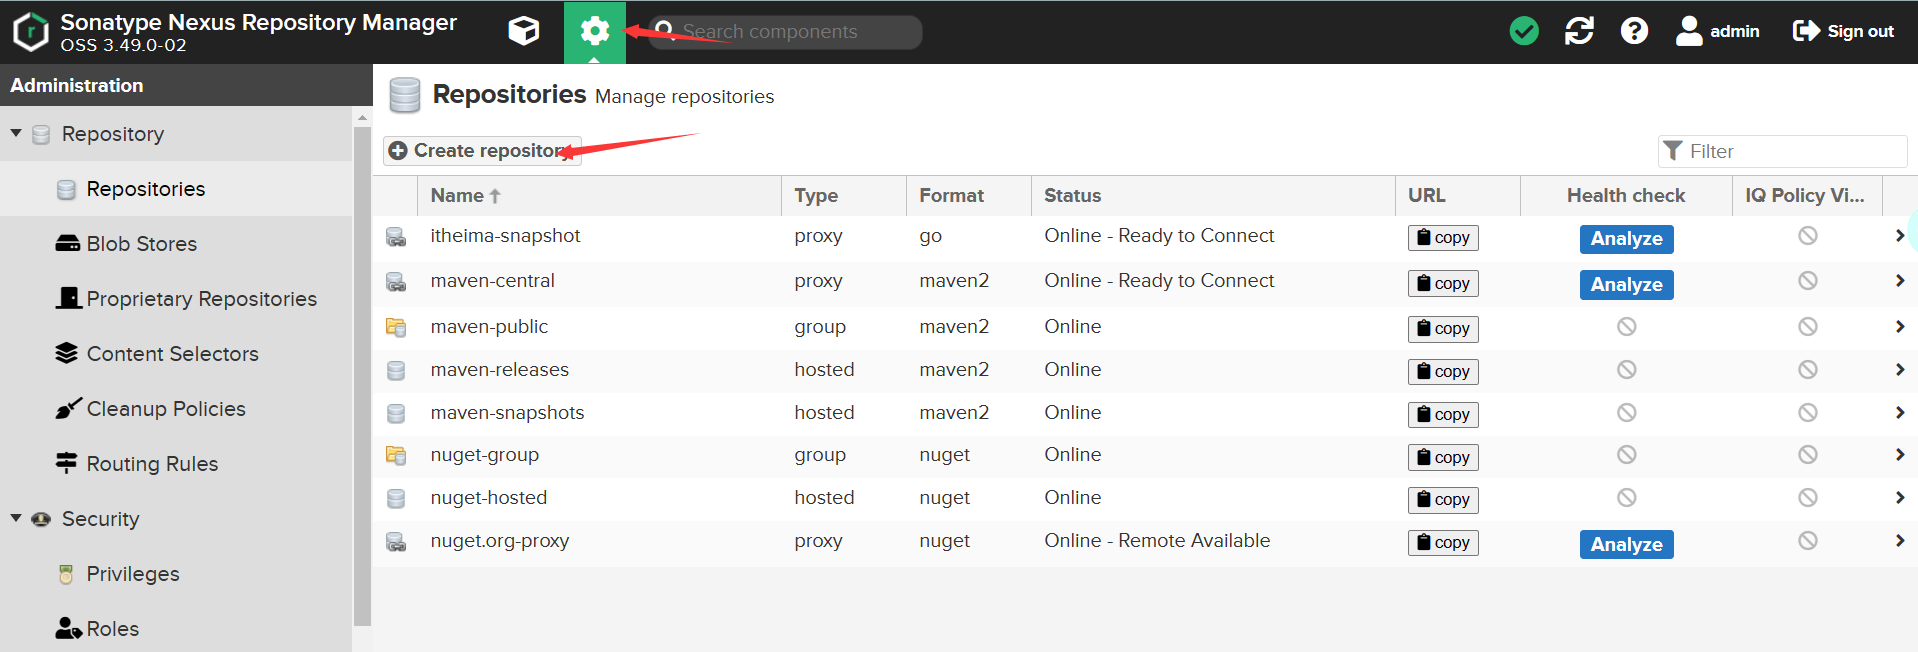 Sonatype Nexus Repository Manager
OSS 3.49.0-02
Search components
admin
Sign out
Administration
Repository
Repositories
Blob Stores
Proprietary Repositories
Content Selectors
Cleanup Policies
Routing Rules
Security
Privileges
Roles
Repositories Manage repositories
Create repository
Filter
Name Type Format Status URL Health check IQ Policy Vi...
itheima-snapshot proxy go Online - Ready to Connect copy Analyze
maven-central proxy maven2 Online - Ready to Connect copy Analyze
maven-public group maven2 Online copy
maven-releases hosted maven2 Online copy
maven-snapshots hosted maven2 Online copy
nuget-group group nuget Online copy
nuget-hosted hosted nuget Online copy
nuget.org-proxy proxy nuget Online - Remote Available copy Analyze